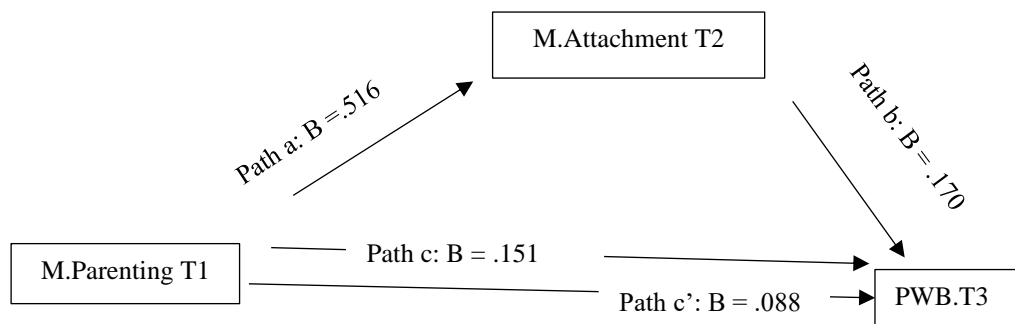 M.Attachment T2
Path a: B =.516
Path b: B = .170
M.Parenting T1
Path c: B = .151
Path c’: B = .088
PWB.T3